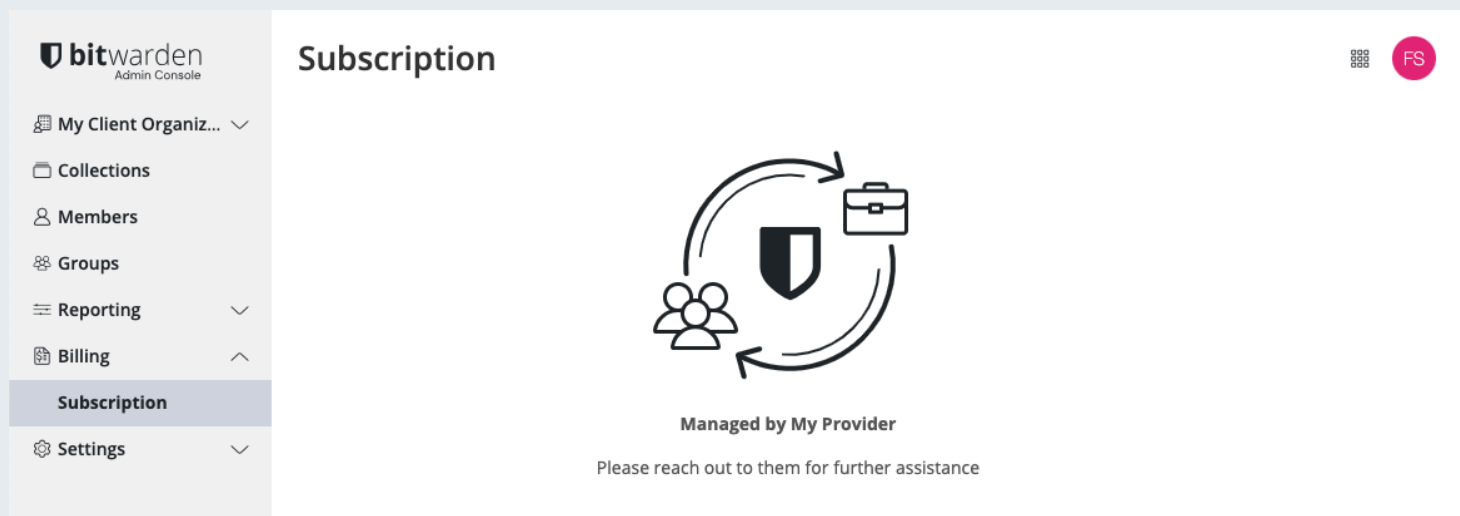 bitwarden
Admin Console
My Client Organiz...
Collections
Members
Groups
Reporting
Billing
Subscription
Settings
Subscription
FS
Managed by My Provider
Please reach out to them for further assistance